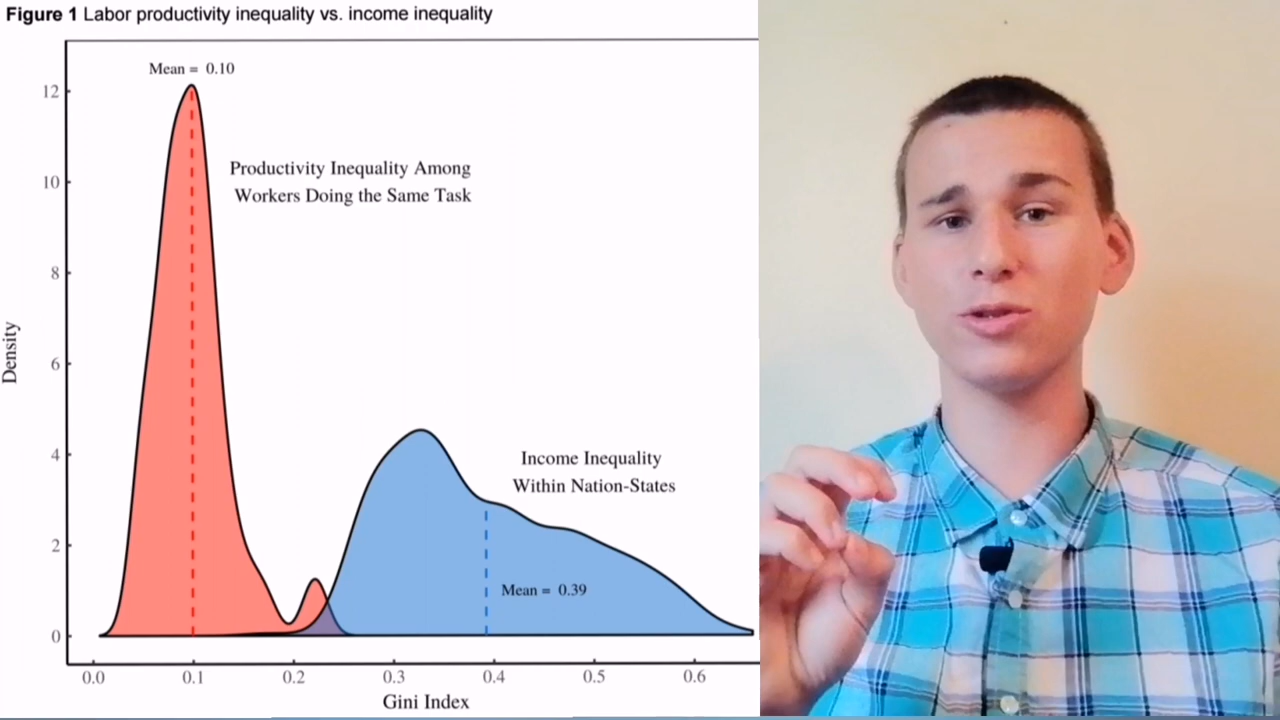 Figure 1 Labor productivity inequality vs. income inequality
Mean = 0.10
12
Productivity Inequality Among
Workers Doing the Same Task
10
8
Density
6
4
Income Inequality
Within Nation-States
2
Mean = 0.39
0
0.0 0.1 0.2 0.3 0.4 0.5 0.6
Gini Index